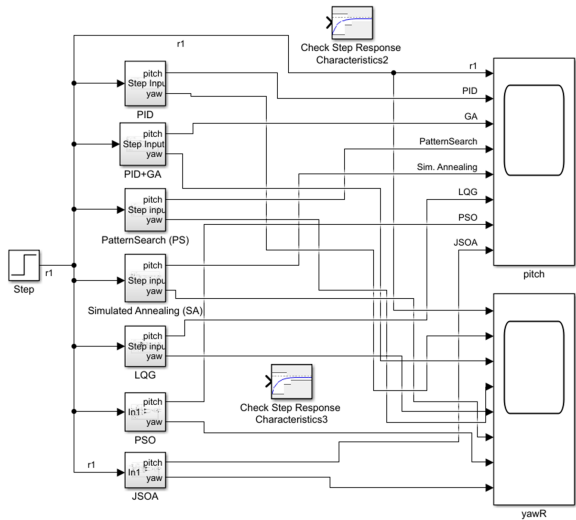 r1
Check Step Response
Characteristics2
r1
PID
GA
PatternSearch
Sim. Annealing
LQG
PSO
JSOA
pitch
pitch
Step Inpu
yaw
PID
pitch
Step Input
yaw
PID+GA
pitch
Step input
yaw
PatternSearch (PS)
pitch
Step input
yaw
Simulated Annealing (SA)
r1
Step
pitch
Step inpu
yaw
LQG
Check Step Response
Characteristics3
pitch
In1
yaw
PSO
r1
pitch
In1
yaw
JSOA
yawR